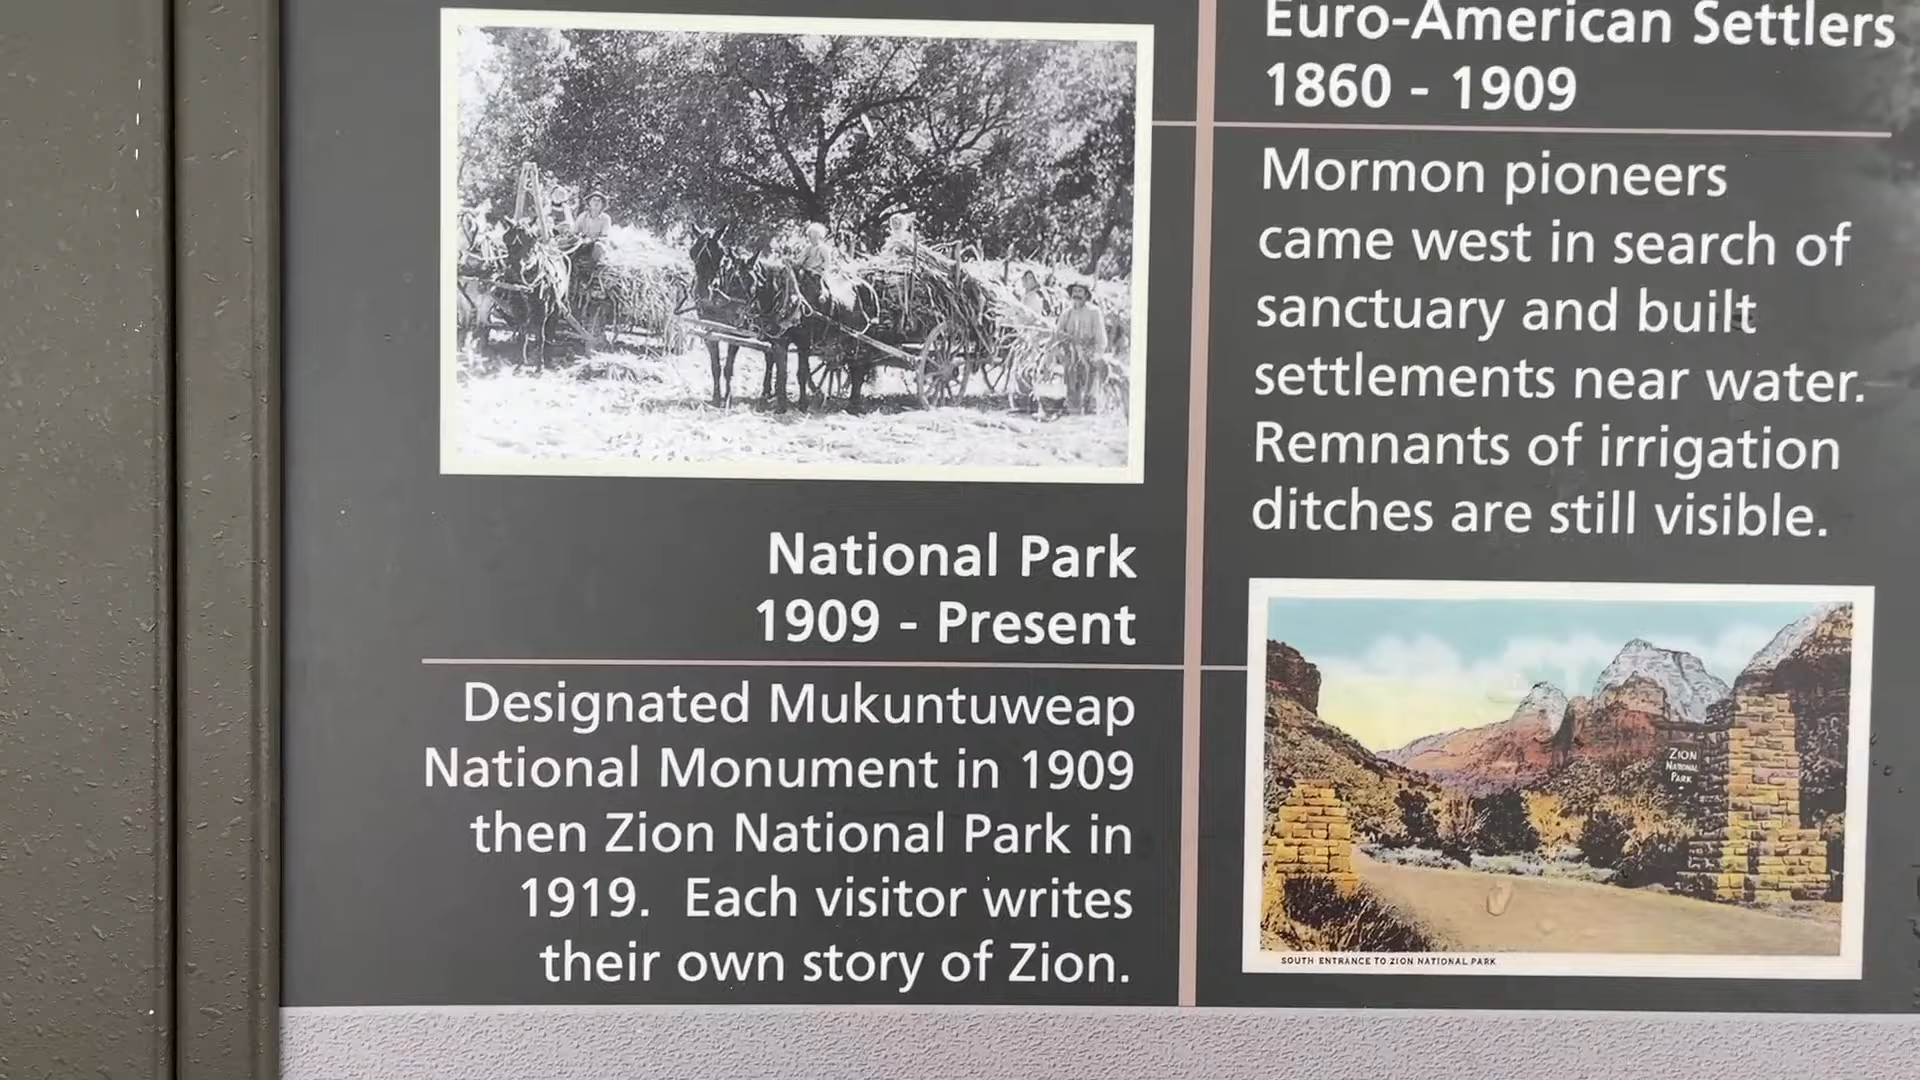 Euro-American Settlers
1860 - 1909
Mormon pioneers
came west in search of
sanctuary and built
settlements near water.
Remnants of irrigation
ditches are still visible.
National Park
1909 - Present
Designated Mukuntuweap
National Monument in 1909
then Zion National Park in
1919. Each visitor writes
their own story of Zion.
ZION
NATIONAL
PARK
SOUTH ENTRANCE TO ZION NATIONAL PARK